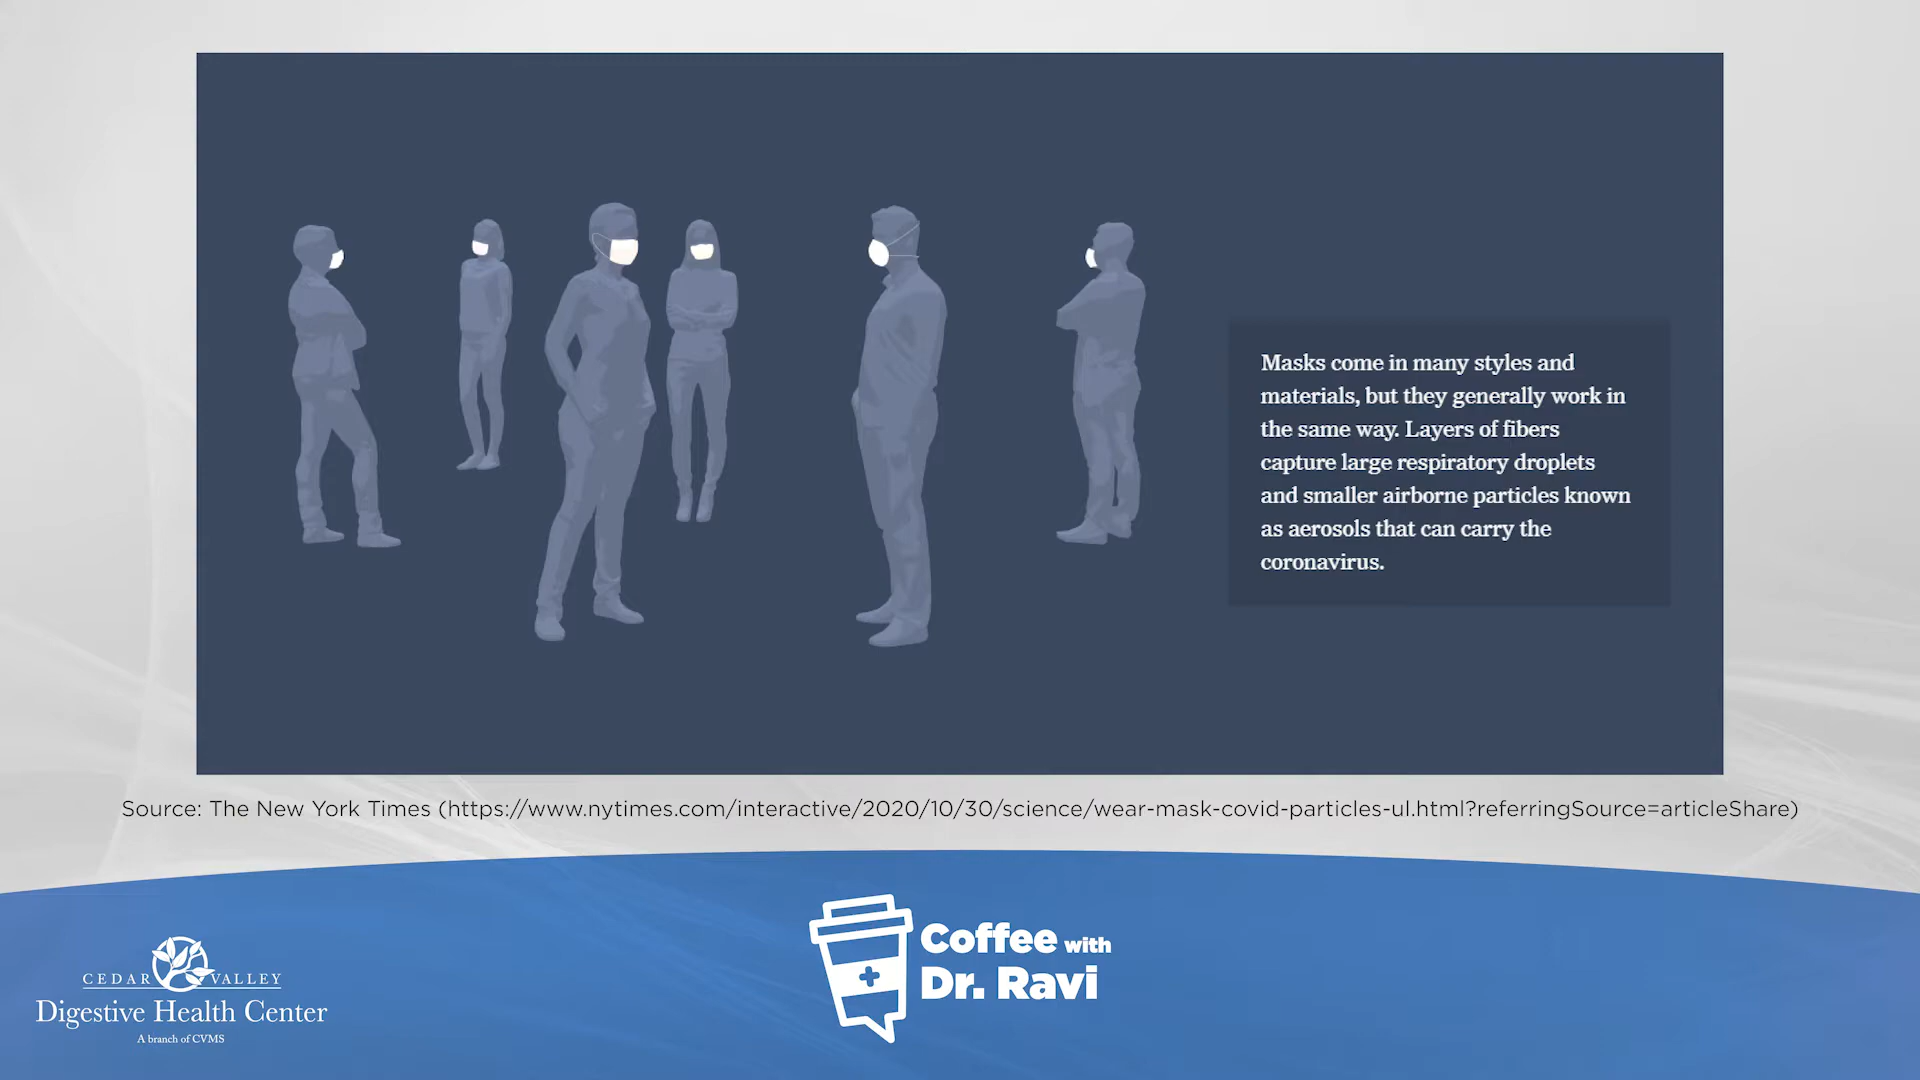 Masks come in many styles and
materials, but they generally work in
the same way. Layers of fibers
capture large respiratory droplets
and smaller airborne particles known
as aerosols that can carry the
coronavirus.
Source: The New York Times (https://www.nytimes.com/interactive/2020/10/30/science/wear-mask-covid-particles-ul.html?referringSource=articleShare)
CEDAR VALLEY
Digestive Health Center
A branch of CVMS
Coffee with
Dr. Ravi